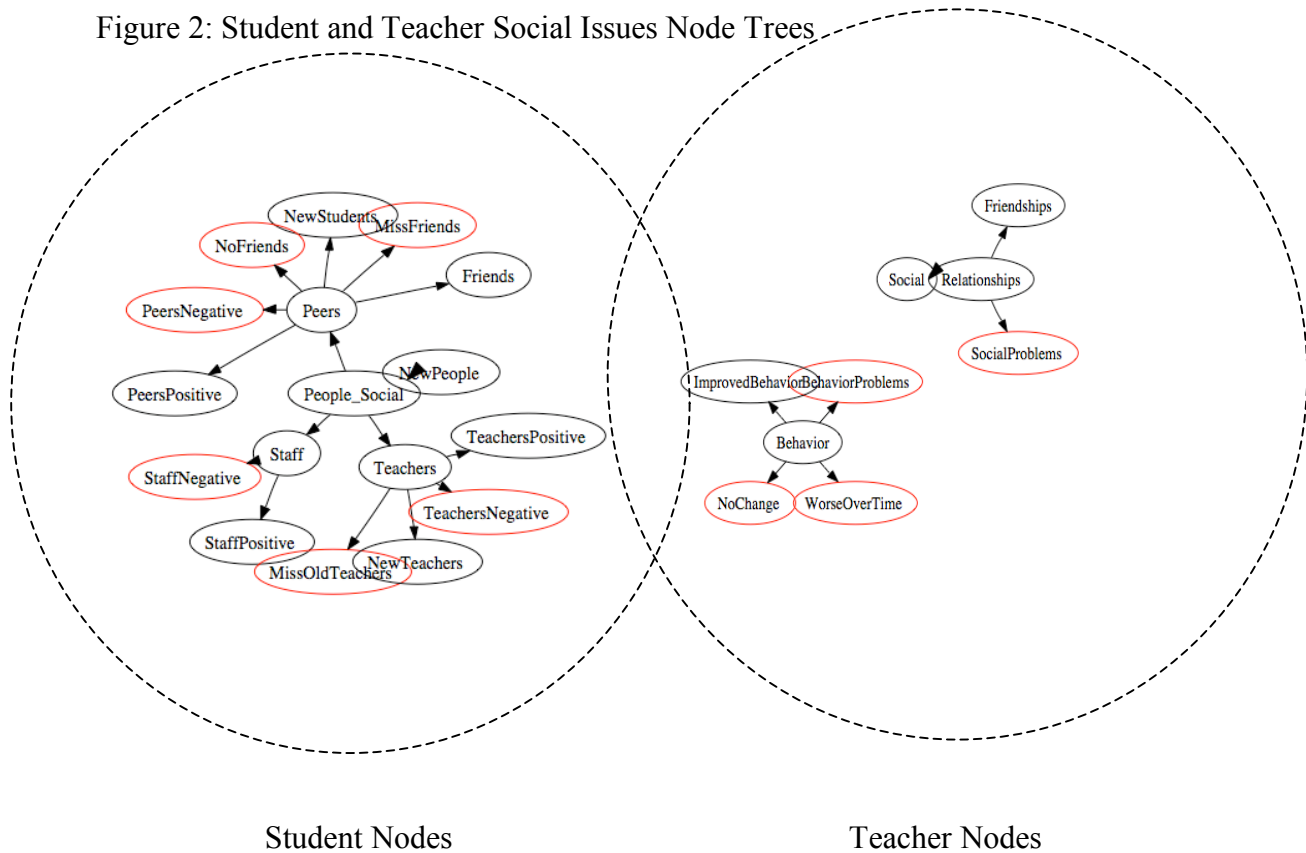 Figure 2: Student and Teacher Social Issues Node Trees
NewStudents
MissFriends
NoFriends
Friends
PeersNegative
Peers
PeersPositive
NewPeople
People_Social
TeachersPositive
Staff
Teachers
StaffNegative
TeachersNegative
StaffPositive
NewTeachers
MissOldTeachers
Friendships
Social
Relationships
SocialProblems
ImprovedBehavior
BehaviorProblems
Behavior
NoChange
WorseOverTime
Student Nodes
Teacher Nodes